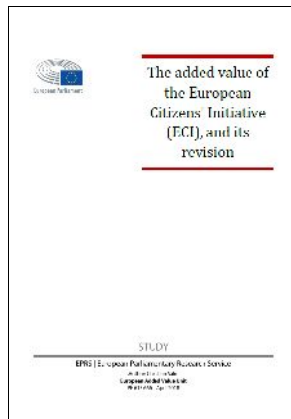 European Parliament
The added value of
the European
Citizens' Initiative
(ECI), and its
revision
STUDY
EPRS | European Parliamentary Research Service
European Added Value Unit